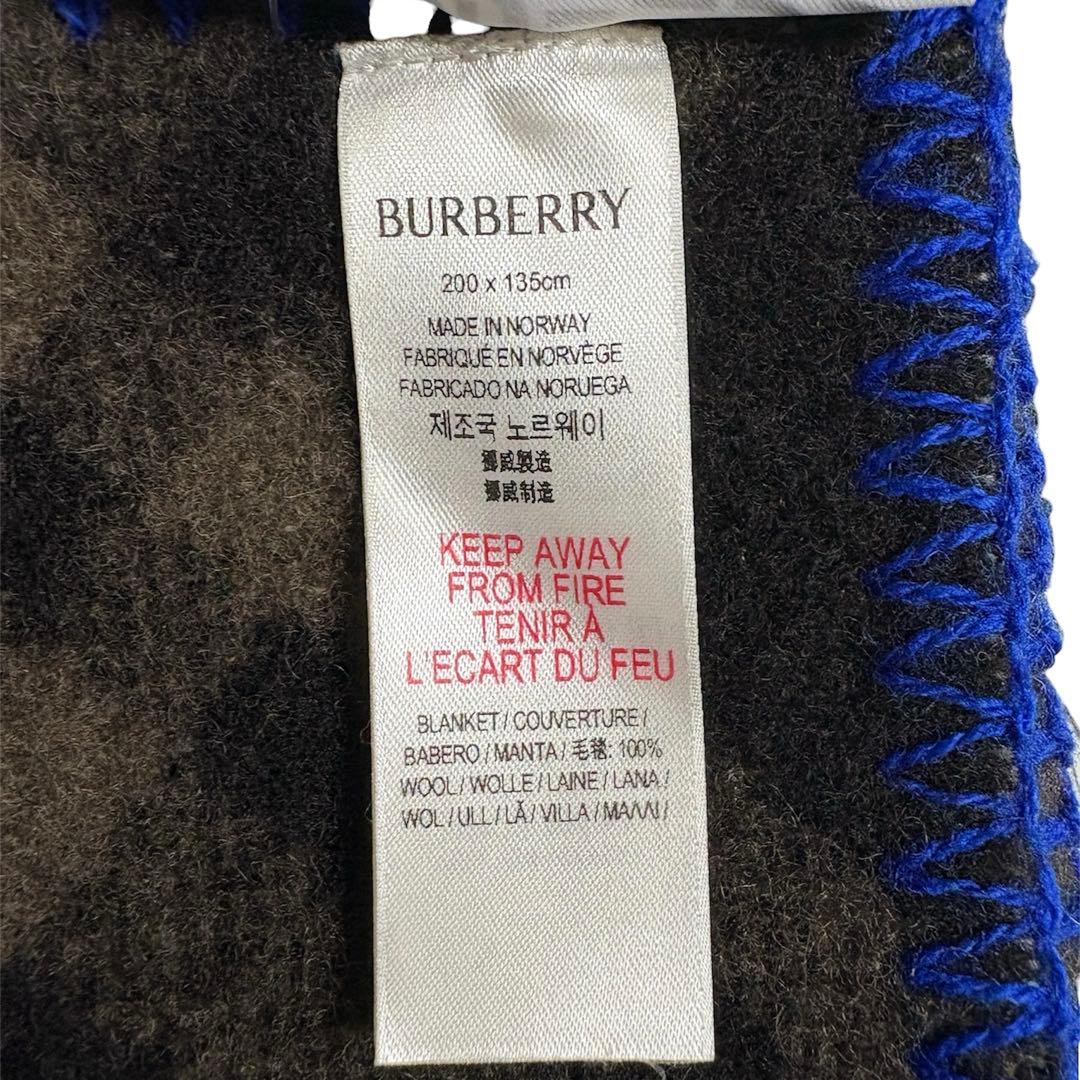 BURBERRY
200 x 135cm
MADE IN NORWAY
FABRIQUE EN NORVÈGE
FABRICADO NA NORUEGA
제조국 노르웨이
挪威製造
挪威制造
KEEP AWAY
FROM FIRE
TENIR À
L ECART DU FEU
BLANKET / COUVERTURE /
BABERO / MANTA / 毛毯: 100%
WOOL / WOLLE / LAINE / LANA /
WOL / ULL / LÃ / VILLA / ΜΑΛΛΙ /